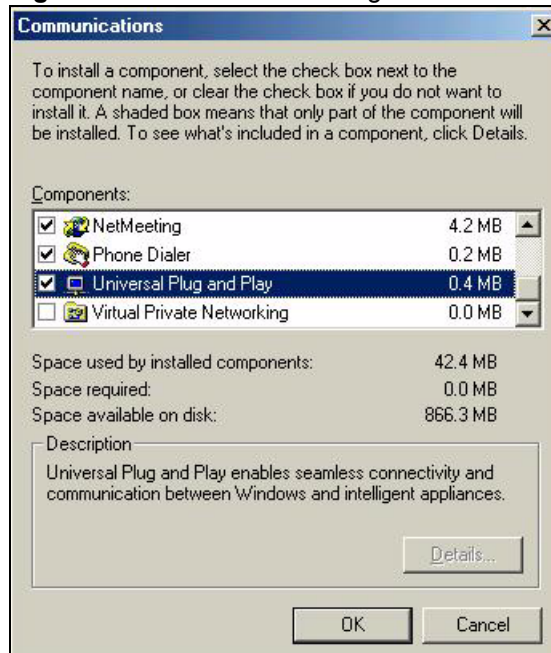 Communications
To install a component, select the check box next to the
component name, or clear the check box if you do not want to
install it. A shaded box means that only part of the component will
be installed. To see what's included in a component, click Details.
Components:
NetMeeting 4.2 MB
Phone Dialer 0.2 MB
Universal Plug and Play 0.4 MB
Virtual Private Networking 0.0 MB
Space used by installed components: 42.4 MB
Space required: 0.0 MB
Space available on disk: 866.3 MB
Description
Universal Plug and Play enables seamless connectivity and
communication between Windows and intelligent appliances.
Details...
OK Cancel